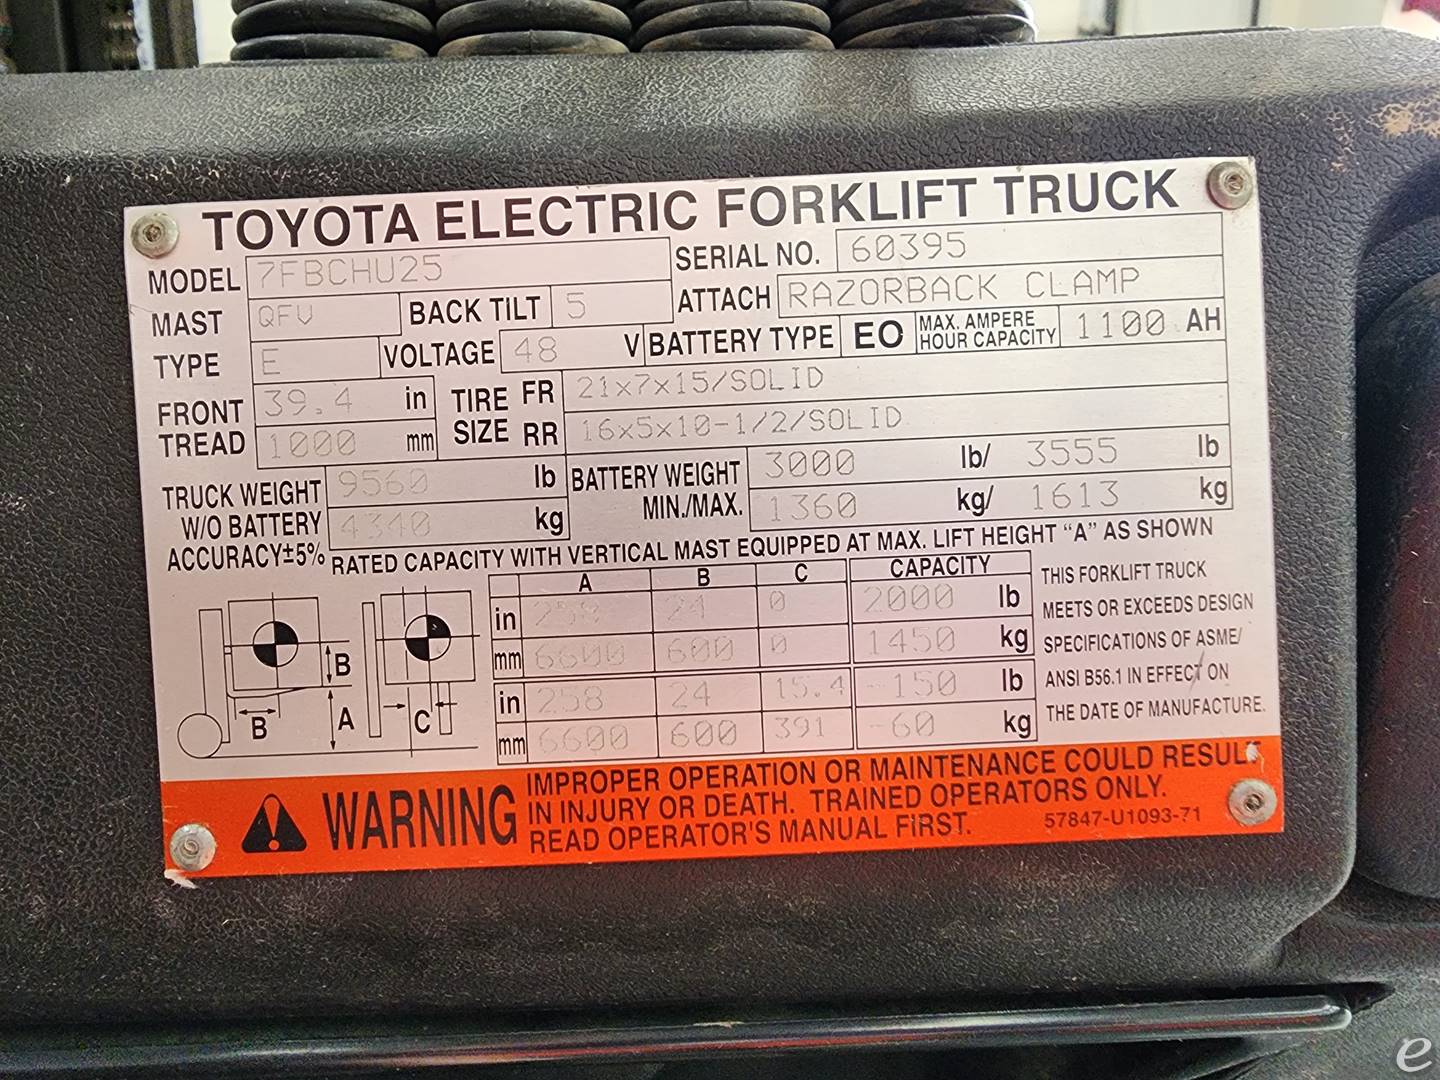 TOYOTA ELECTRIC FORKLIFT TRUCK
MODEL 7FBCHU25 SERIAL NO. 60395
MAST QFV BACK TILT 5 ATTACH RAZORBACK CLAMP
TYPE E VOLTAGE 48 V BATTERY TYPE EO MAX. AMPERE HOUR CAPACITY 1100 AH
FRONT TREAD 39.4 in TIRE SIZE FR 21x7x15/SOLID
1000 mm RR 16x5x10-1/2/SOLID
TRUCK WEIGHT W/O BATTERY 9560 lb BATTERY WEIGHT MIN./MAX. 3000 lb/ 3555 lb
ACCURACY±5% 4340 kg 1360 kg/ 1613 kg
RATED CAPACITY WITH VERTICAL MAST EQUIPPED AT MAX. LIFT HEIGHT "A" AS SHOWN
A B C CAPACITY
in 258 24 0 2000 lb
mm 6600 600 0 1450 kg
in 258 24 15.4 -150 lb
mm 6600 600 391 -60 kg
B
B
A
C
THIS FORKLIFT TRUCK
MEETS OR EXCEEDS DESIGN
SPECIFICATIONS OF ASME/
ANSI B56.1 IN EFFECT ON
THE DATE OF MANUFACTURE.
WARNING
IMPROPER OPERATION OR MAINTENANCE COULD RESULT
IN INJURY OR DEATH. TRAINED OPERATORS ONLY.
READ OPERATOR'S MANUAL FIRST. 57847-U1093-71
e